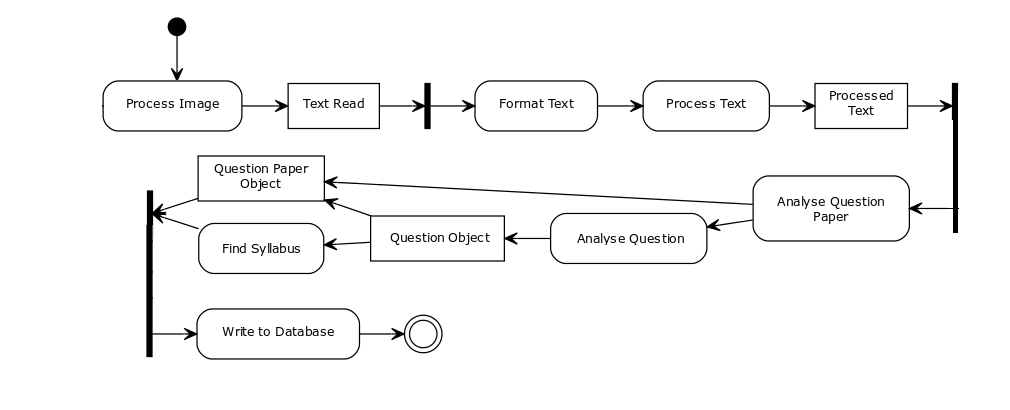 Process Image
Text Read
Format Text
Process Text
Processed
Text
Question Paper
Object
Analyse Question
Paper
Find Syllabus
Question Object
Analyse Question
Write to Database